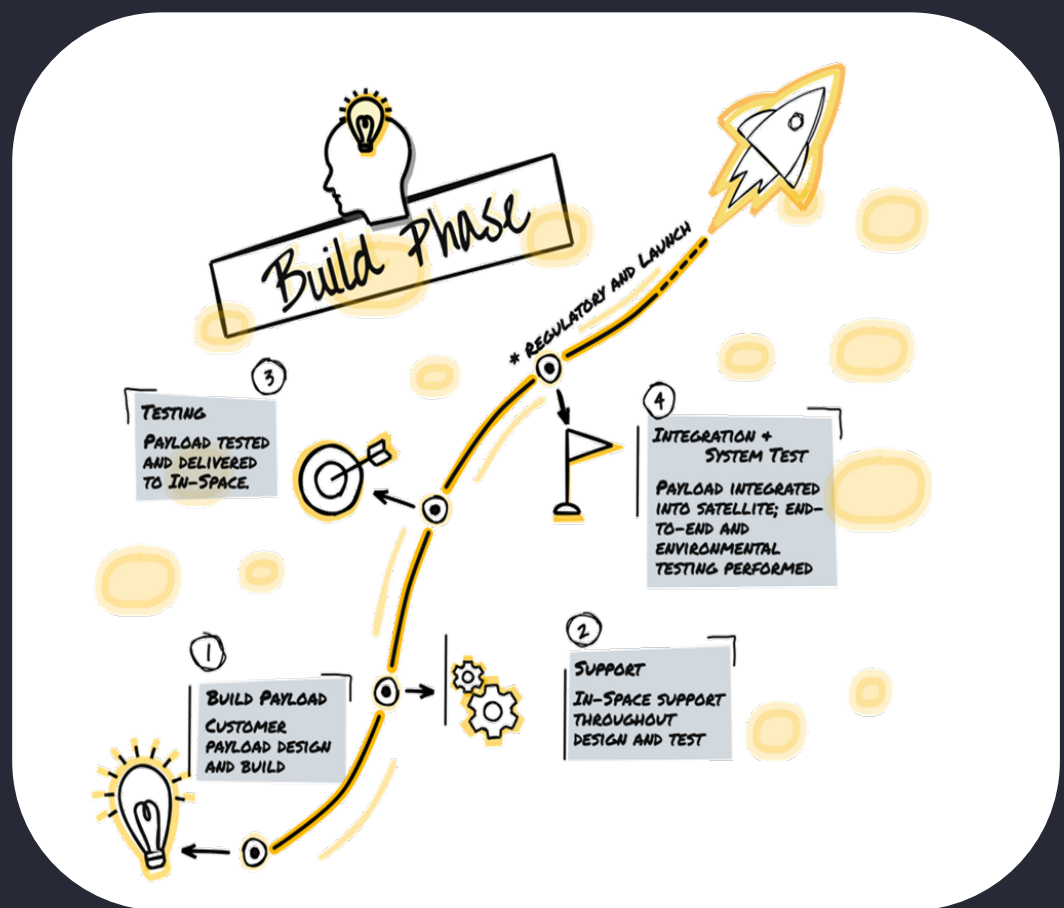 Build Phase
* Regulatory and Launch
3
Testing
Payload tested
and delivered
to In-Space.
4
Integration +
System Test
Payload integrated
into satellite; end-
to-end and
environmental
testing performed
1
Build Payload
Customer
payload design
and build
2
Support
In-Space support
throughout
design and test